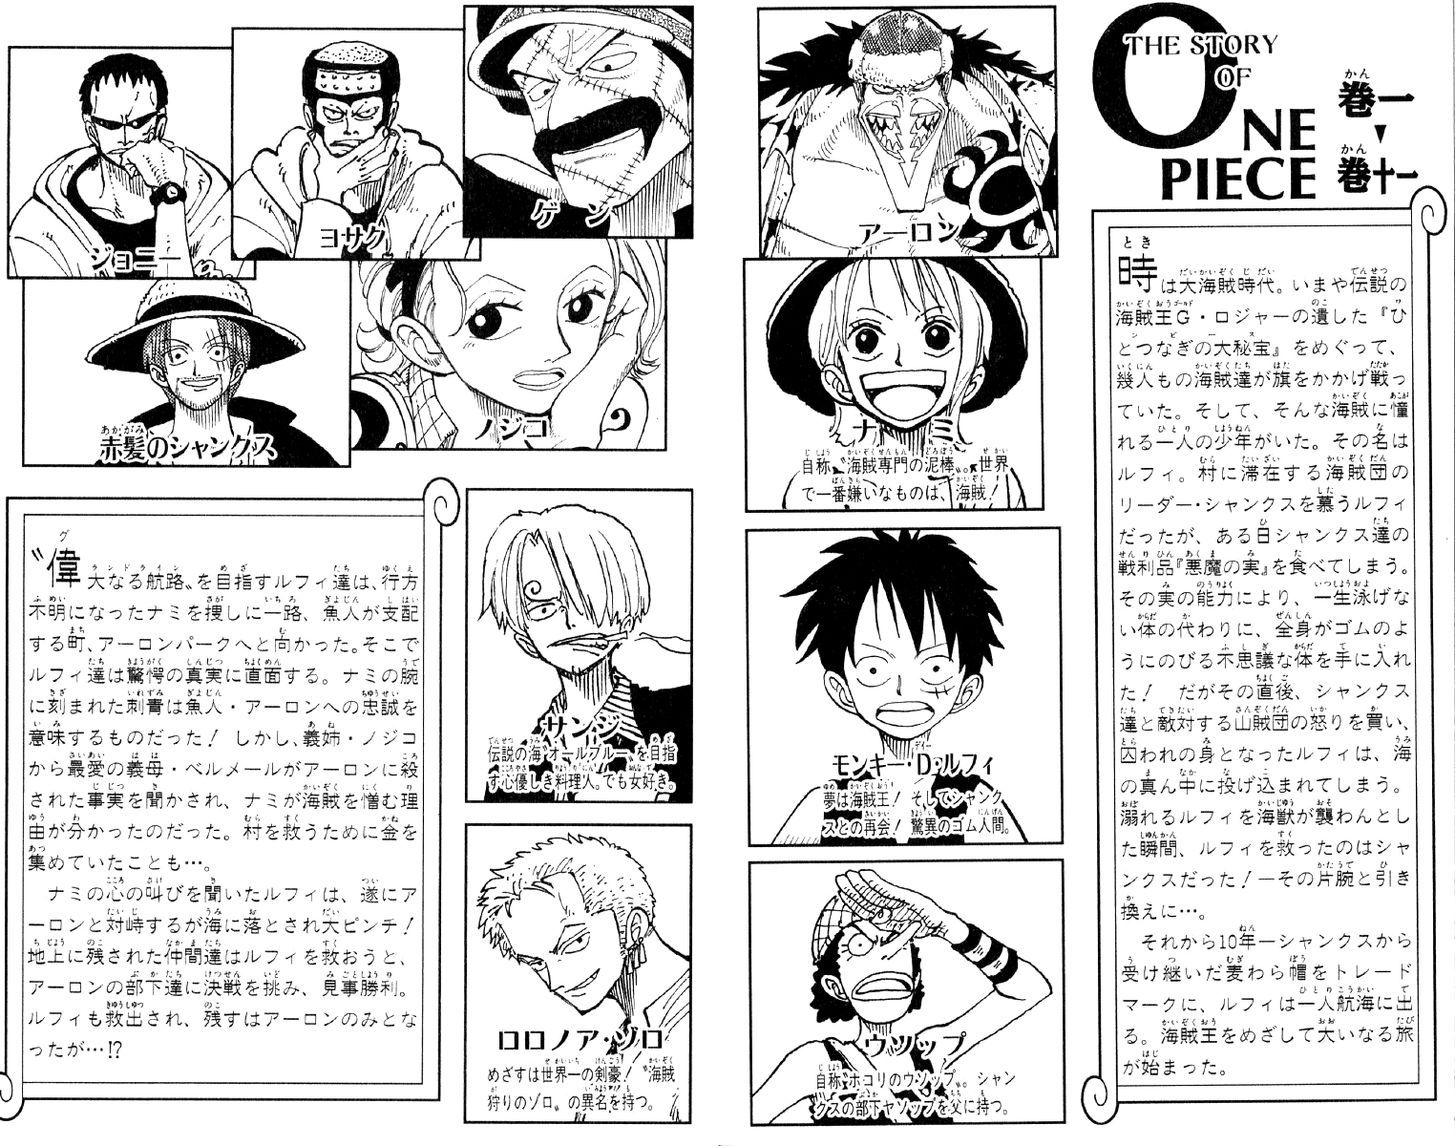 THE STORY
OF
ONE
PIECE
巻一
▼
巻十一
時は大海賊時代。いまや伝説の
海賊王G・ロジャーの遺した『ひ
とつなぎの大秘宝』をめぐって、
幾人もの海賊達が旗をかかげ戦っ
ていた。そして、そんな海賊に憧
れる一人の少年がいた。その名は
ルフィ。村に滞在する海賊団の
リーダー・シャンクスを慕うルフィ
だったが、ある日シャンクス達の
戦利品『悪魔の実』を食べてしまう。
その実の能力により、一生泳げな
い体の代わりに、全身がゴムのよ
うにのびる不思議な体を手に入れ
た! だがその直後、シャンクス
達と敵対する山賊団の怒りを買い、
囚われの身となったルフィは、海
の真ん中に投げ込まれてしまう。
溺れるルフィを海獣が襲わんとし
た瞬間、ルフィを救ったのはシャ
ンクスだった!―その片腕と引き
換えに…。
それから10年―シャンクスから
受け継いだ麦わら帽をトレード
マークに、ルフィは一人航海に出
る。海賊王をめざして大いなる旅
が始まった。
アーロン
ナミ
自称〝海賊専門の泥棒〟。世界
で一番嫌いなものは、海賊!
モンキー・D・ルフィ
夢は海賊王! そしてシャンク
スとの再会! 驚異のゴム人間。
ウソップ
自称〝ホコリのウソップ〟。シャン
クスの部下ヤソップを父に持つ。
ゲン
ヨサク
ジョニー
ノジコ
赤髪のシャンクス
サンジ
伝説の海〝オールブルー〟を目指
す心優しき料理人。でも女好き。
ロロノア・ゾロ
めざすは世界一の剣豪! 〝海賊
狩りのゾロ〟の異名を持つ。
〝偉大なる航路〟を目指すルフィ達は、行方
不明になったナミを捜しに一路、魚人が支配
する町、アーロンパークへと向かった。そこで
ルフィ達は驚愕の真実に直面する。ナミの腕
に刻まれた刺青は魚人・アーロンへの忠誠を
意味するものだった! しかし、義姉・ノジコ
から最愛の義母・ベルメールがアーロンに殺
された事実を聞かされ、ナミが海賊を憎む理
由が分かったのだった。村を救うために金を
集めていたことも…。
ナミの心の叫びを聞いたルフィは、遂にア
ーロンと対峙するが海に落とされ大ピンチ!
地上に残された仲間達はルフィを救おうと、
アーロンの部下達に決戦を挑み、見事勝利。
ルフィも救出され、残すはアーロンのみとな
ったが…!?